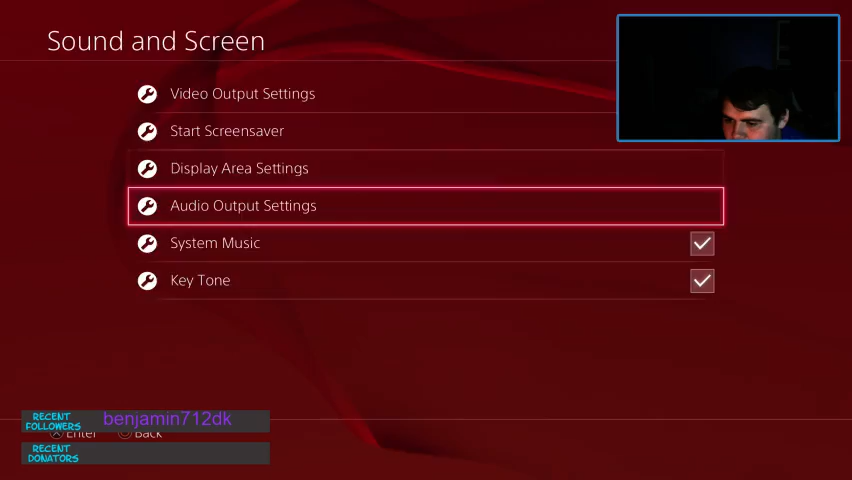 Sound and Screen
Video Output Settings
Start Screensaver
Display Area Settings
Audio Output Settings
System Music
Key Tone
RECENT FOLLOWERS
benjamin712dk
Enter
Back
RECENT DONATORS